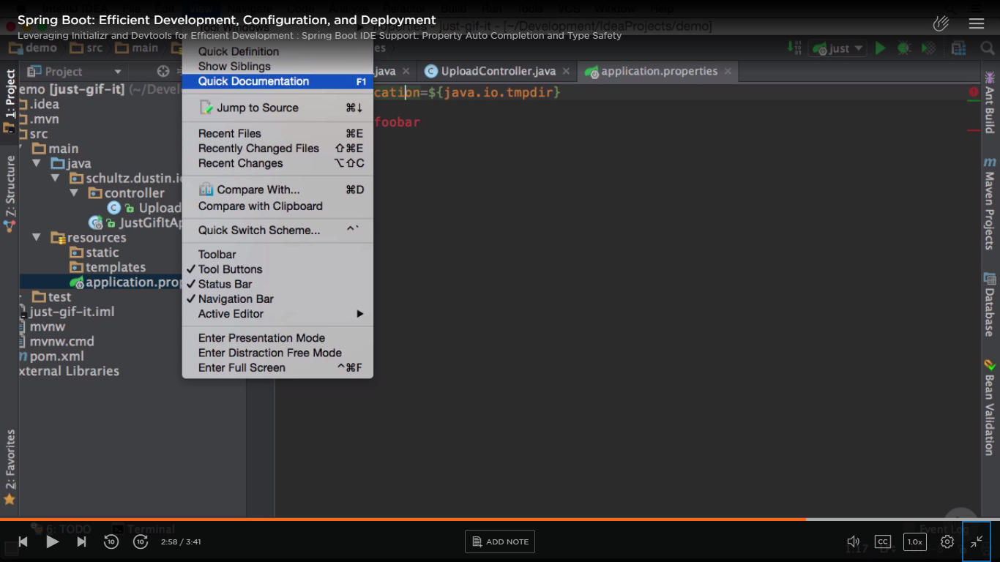 Spring Boot: Efficient Development, Configuration, and Deployment
Leveraging Initializr and Devtools for Efficient Development : Spring Boot IDE Support: Property Auto Completion and Type Safety
just-gif-it - [~/Development/IdeaProjects/demo]
demo src main
just
Project
java UploadController.java application.properties
emo [just-gif-it] (~/Devel
.idea
.mvn
src
main
java
schultz.dustin.i
controller
Upload
JustGifItAp
resources
static
templates
application.prop
test
just-gif-it.iml
mvnw
mvnw.cmd
pom.xml
xternal Libraries
1: Project
Z: Structure
2: Favorites
Quick Definition
Show Siblings
Quick Documentation F1
Jump to Source ⌘↓
Recent Files ⌘E
Recently Changed Files ⇧⌘E
Recent Changes ⌥⇧C
Compare With... ⌘D
Compare with Clipboard
Quick Switch Scheme... ^`
Toolbar
✓ Tool Buttons
✓ Status Bar
✓ Navigation Bar
Active Editor
Enter Presentation Mode
Enter Distraction Free Mode
Enter Full Screen ^⌘F
cation=${java.io.tmpdir}
foobar
Ant Build
Maven Projects
Database
Bean Validation
6: TODO Terminal Event Log
10 10 2:58 / 3:41 ADD NOTE CC 1.0x
1:17